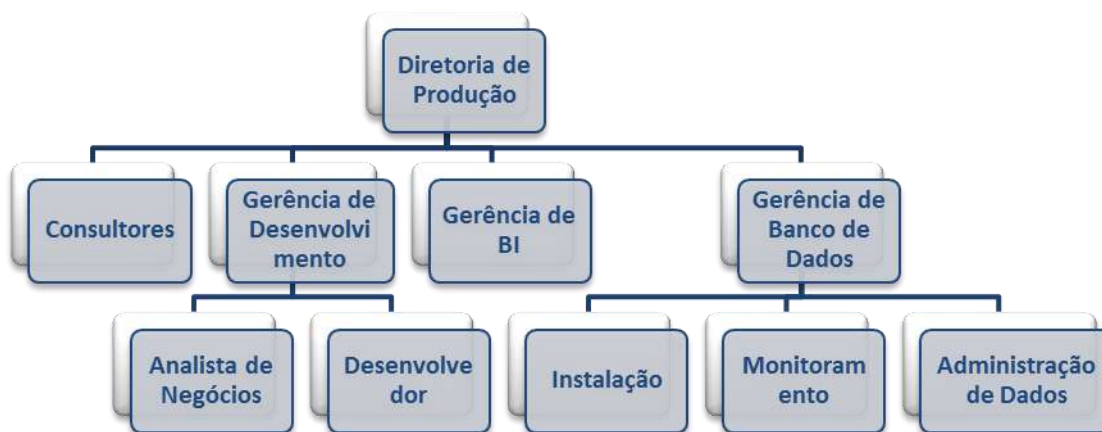 Diretoria de
Produção
Consultores
Gerência de
Desenvolvi
mento
Gerência de
BI
Gerência de
Banco de
Dados
Analista de
Negócios
Desenvolve
dor
Instalação
Monitoram
ento
Administração
de Dados